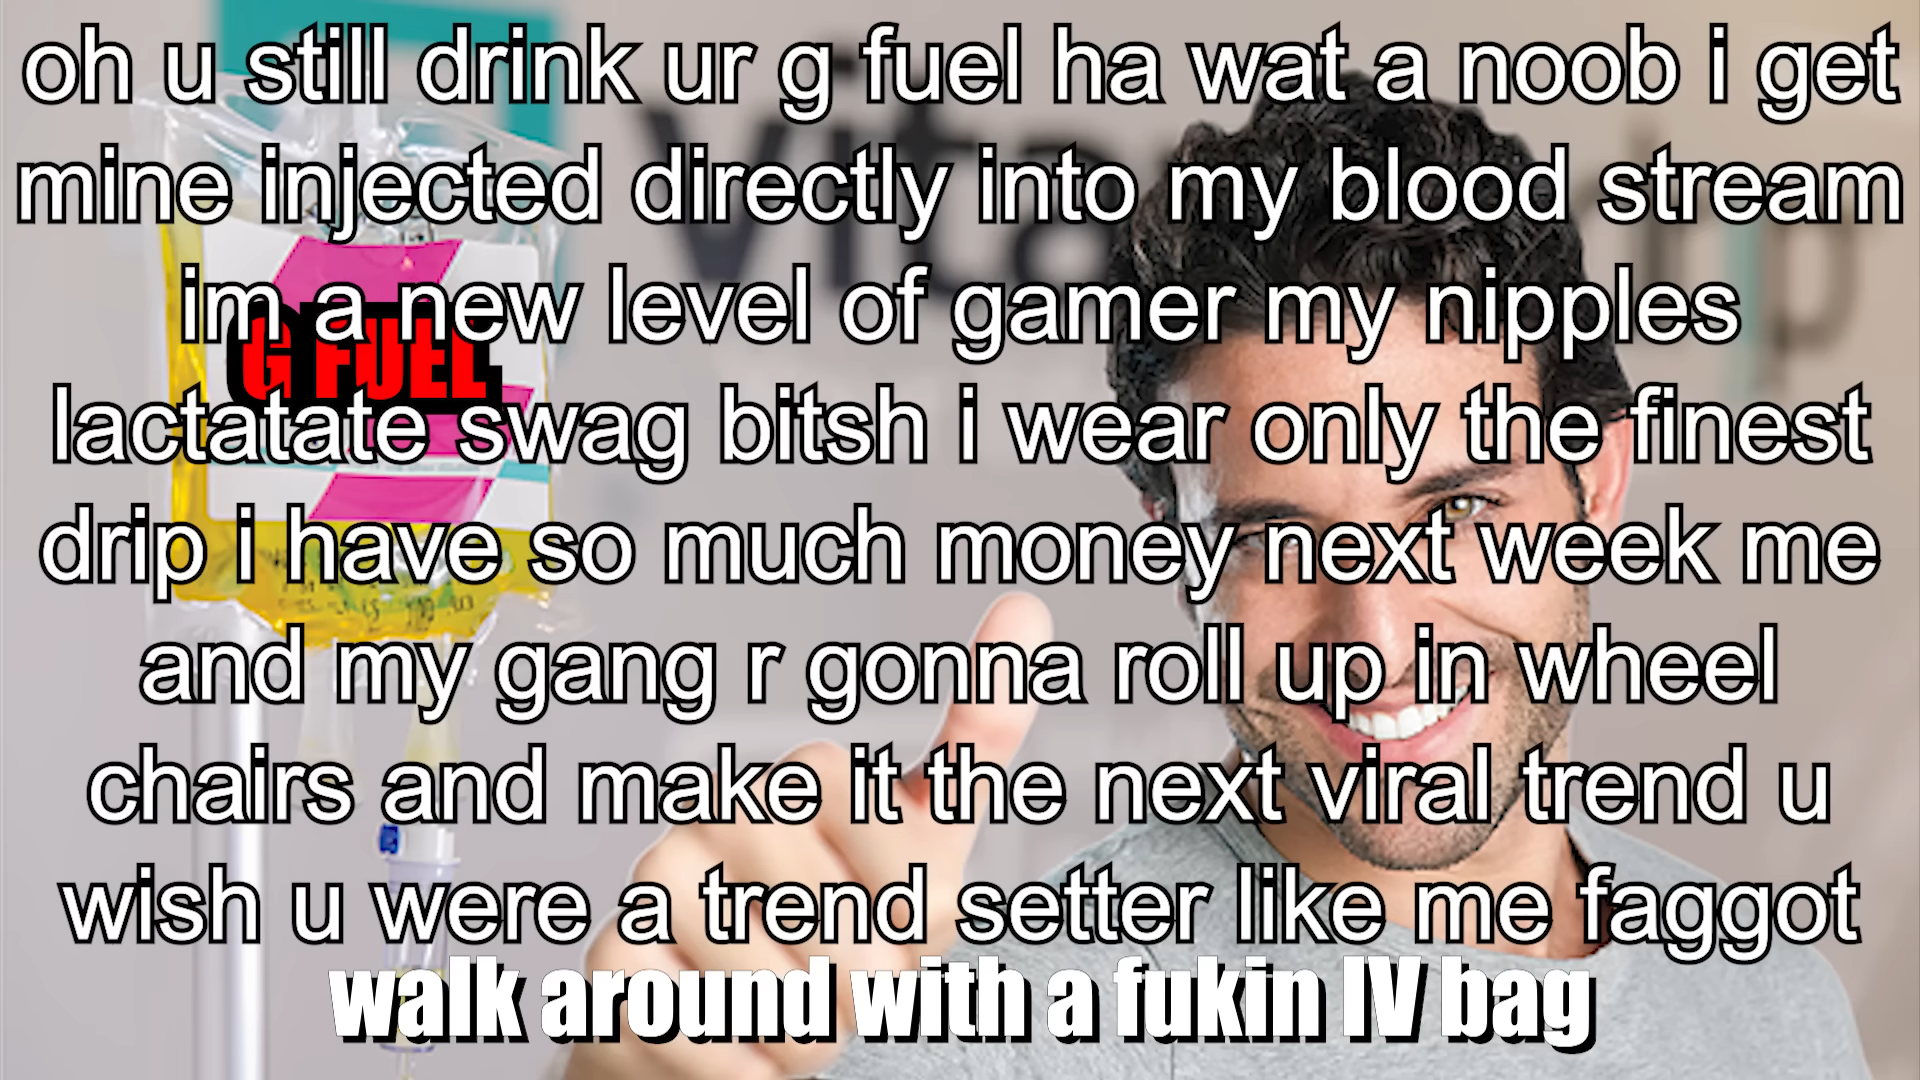 oh u still drink ur g fuel ha wat a noob i get
mine injected directly into my blood stream
im a new level of gamer my nipples
G FUEL
lactatate swag bitsh i wear only the finest
drip i have so much money next week me
and my gang r gonna roll up in wheel
chairs and make it the next viral trend u
wish u were a trend setter like me faggot
walk around with a fukin IV bag